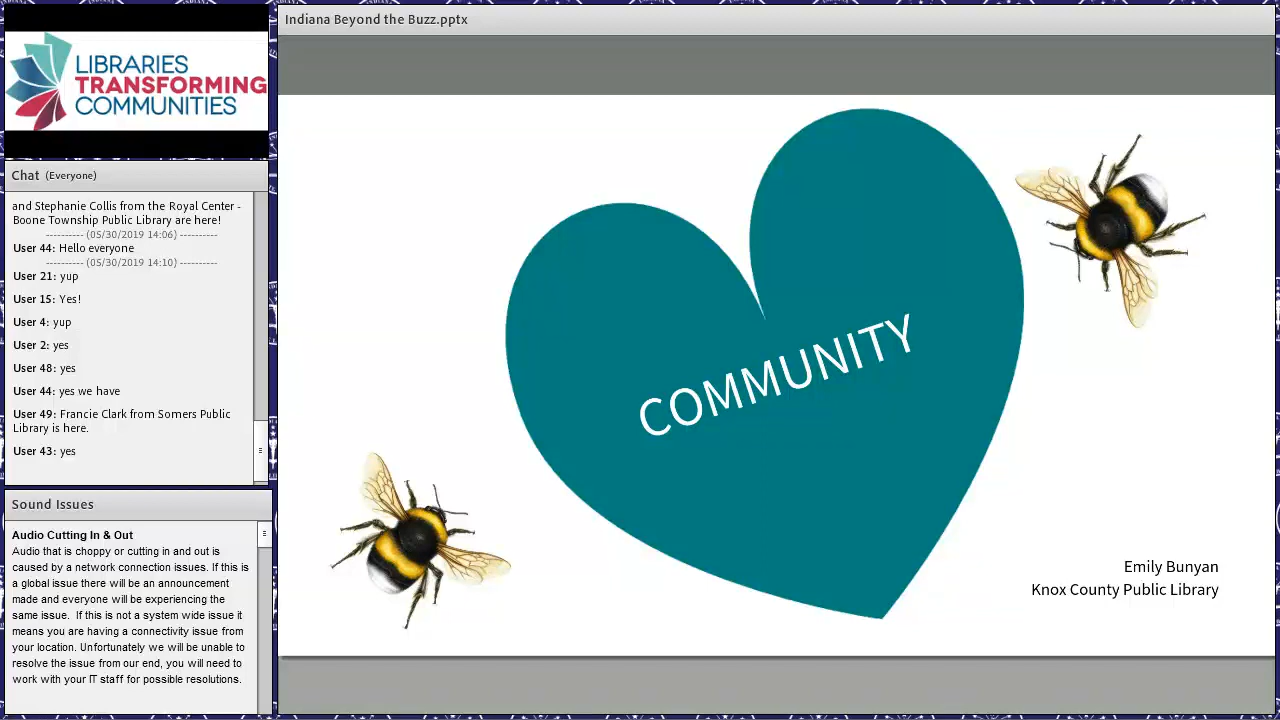 Indiana Beyond the Buzz.pptx
LIBRARIES
TRANSFORMING
COMMUNITIES
Chat (Everyone)
and Stephanie Collis from the Royal Center -
Boone Township Public Library are here!
---------- (05/30/2019 14:06) ----------
User 44: Hello everyone
---------- (05/30/2019 14:10) ----------
User 21: yup
User 15: Yes!
User 4: yup
User 2: yes
User 48: yes
User 44: yes we have
User 49: Francie Clark from Somers Public
Library is here.
User 43: yes
Sound Issues
Audio Cutting In & Out
Audio that is choppy or cutting in and out is
caused by a network connection issues. If this is
a global issue there will be an announcement
made and everyone will be experiencing the
same issue.  If this is not a system wide issue it
means you are having a connectivity issue from
your location. Unfortunately we will be unable to
resolve the issue from our end, you will need to
work with your IT staff for possible resolutions.
COMMUNITY
Emily Bunyan
Knox County Public Library